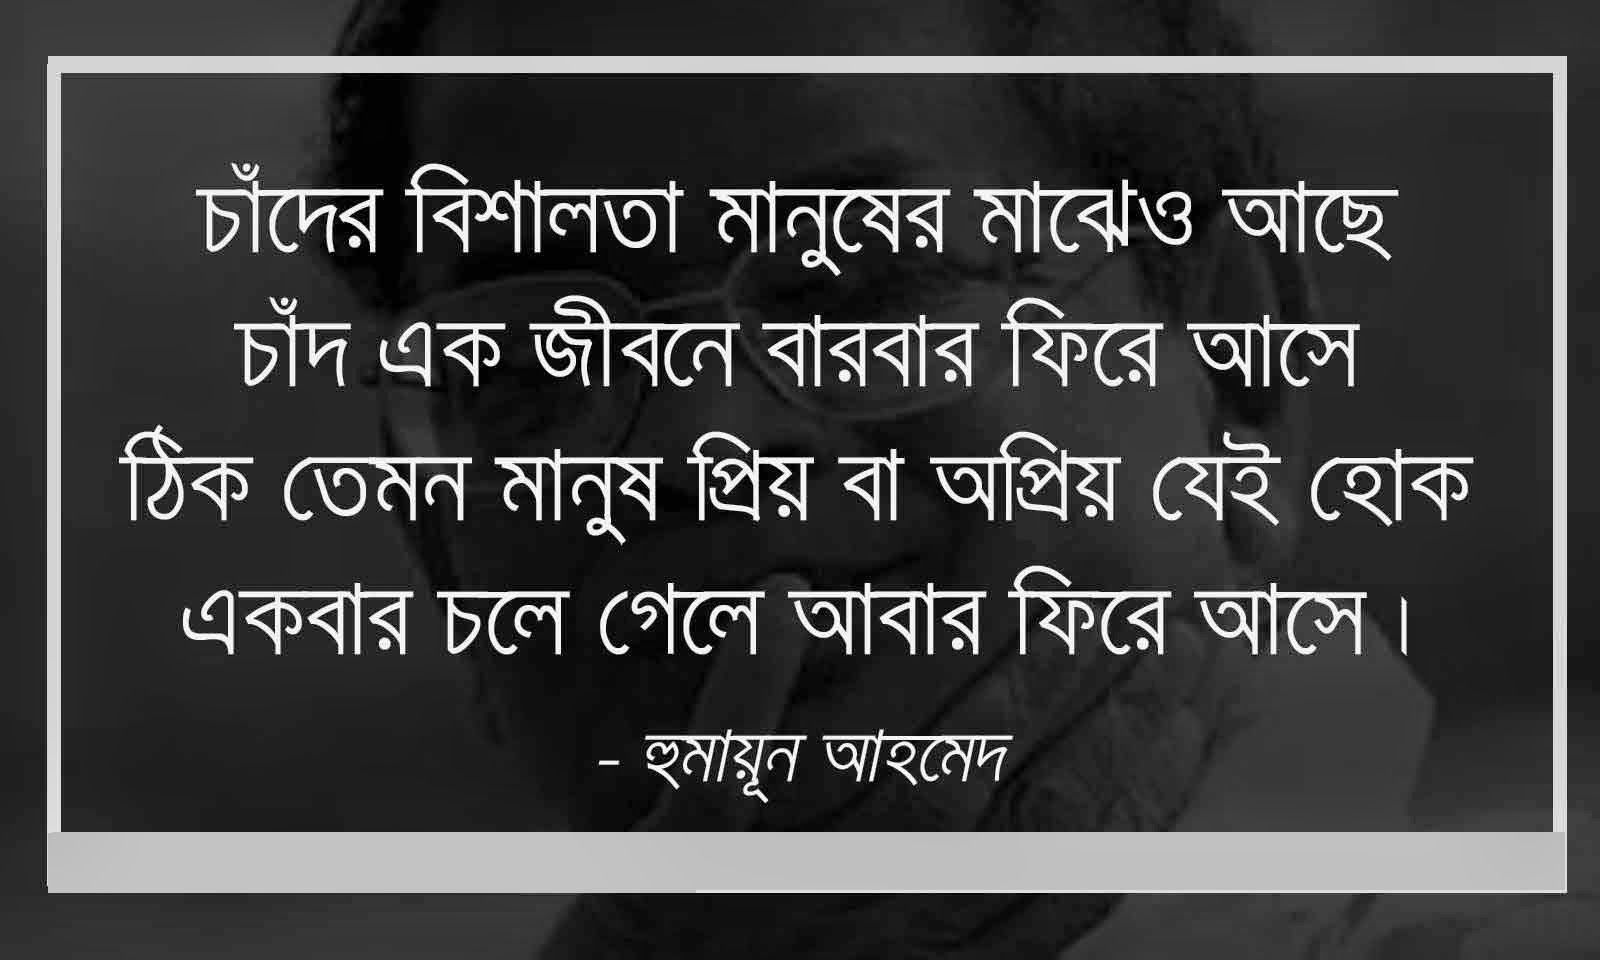 চাঁদের বিশালতা মানুষের মাঝেও আছে
চাঁদ এক জীবনে বারবার ফিরে আসে
ঠিক তেমন মানুষ প্রিয় বা অপ্রিয় যেই হোক
একবার চলে গেলে আবার ফিরে আসে।
- হুমায়ূন আহমেদ